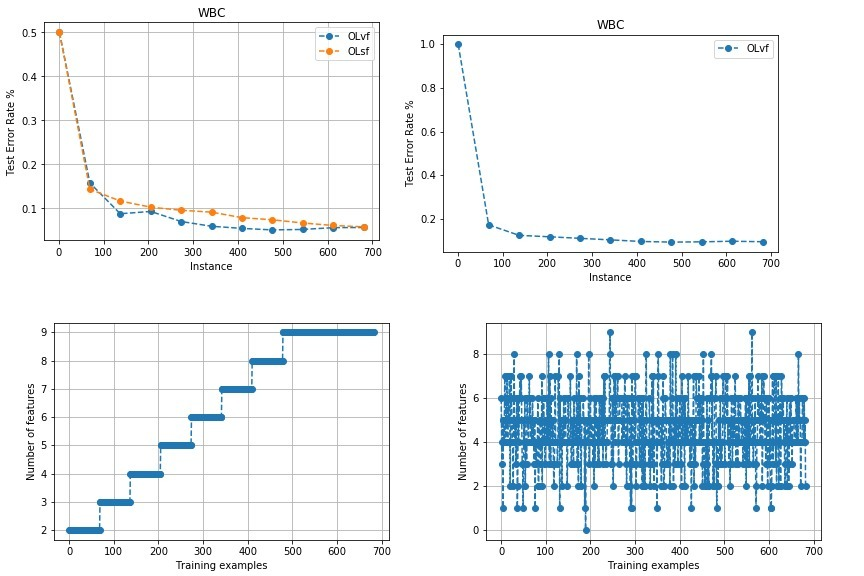 WBC
Test Error Rate %
0.5
0.4
0.3
0.2
0.1
OLvf
OLsf
0 100 200 300 400 500 600 700
Instance
WBC
Test Error Rate %
1.0
0.8
0.6
0.4
0.2
OLvf
0 100 200 300 400 500 600 700
Instance
Number of features
9
8
7
6
5
4
3
2
0 100 200 300 400 500 600 700
Training examples
Number of features
8
6
4
2
0
0 100 200 300 400 500 600 700
Training examples